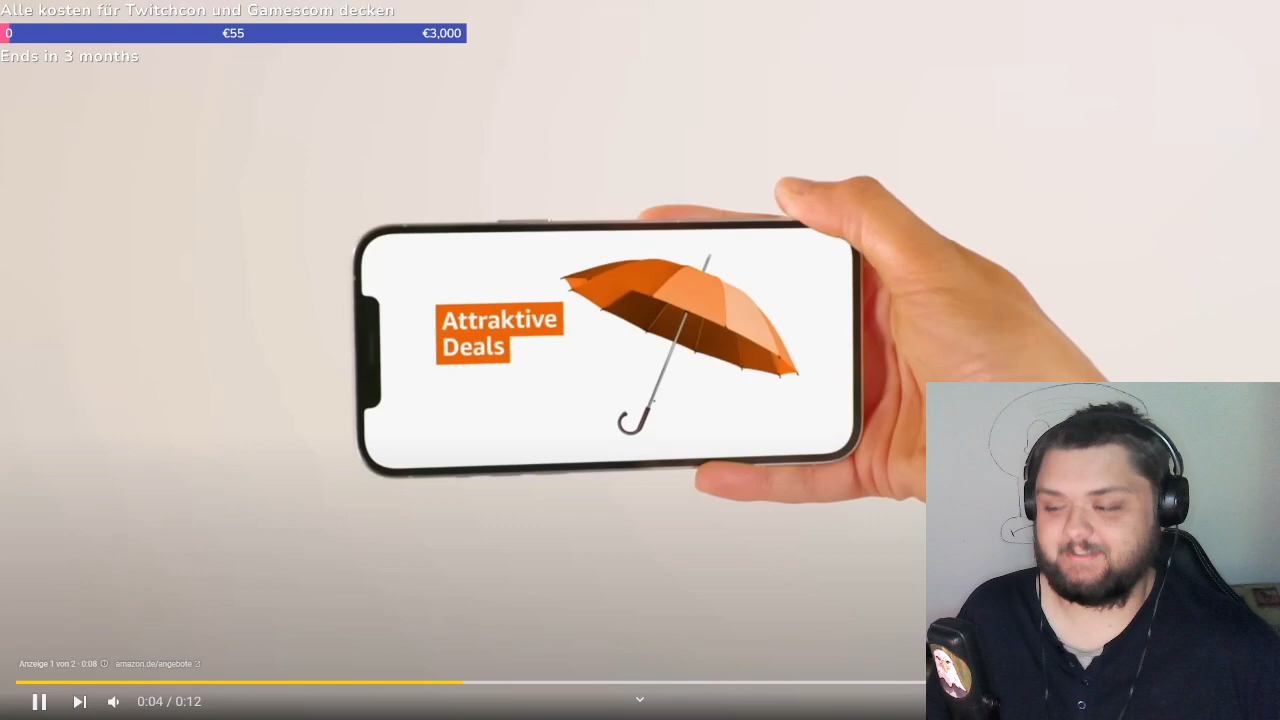 Alle kosten für Twitchcon und Gamescom decken
0 €55 €3,000
Ends in 3 months
Attraktive
Deals
Anzeige 1 von 2 · 0:08 amazon.de/angebote
0:04 / 0:12